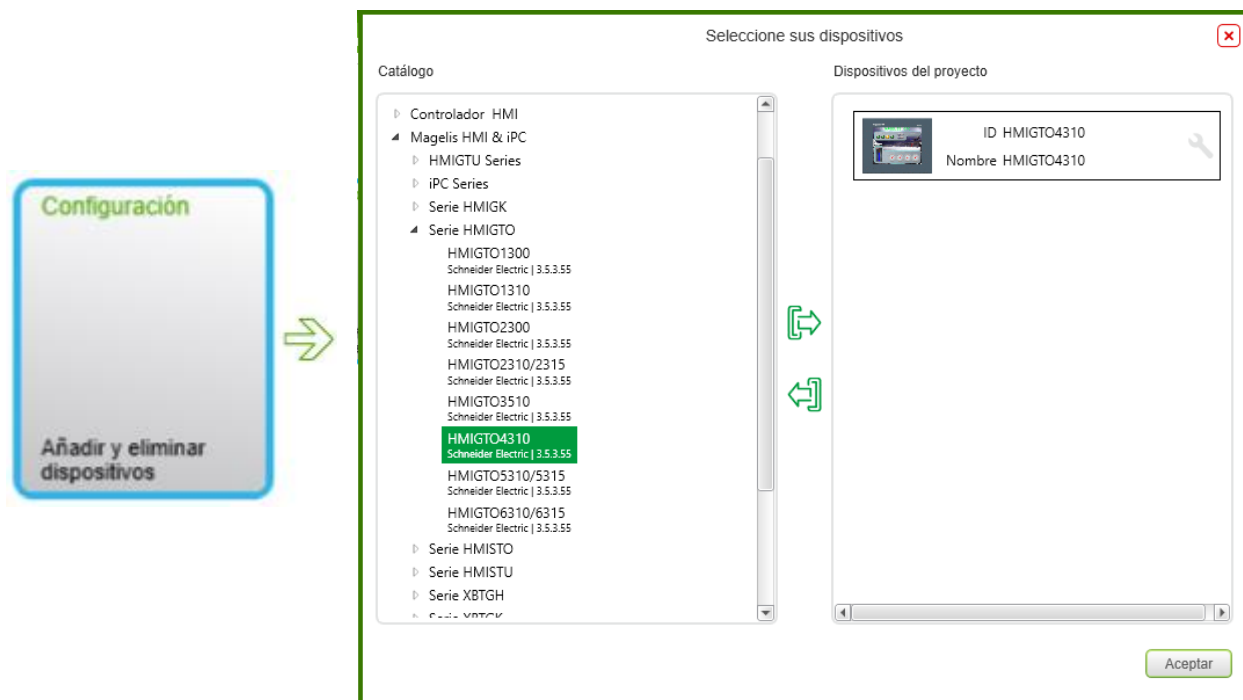 Configuración
Añadir y eliminar
dispositivos
Seleccione sus dispositivos
Catálogo
Dispositivos del proyecto
Controlador HMI
Magelis HMI & iPC
HMIGTU Series
iPC Series
Serie HMIGK
Serie HMIGTO
HMIGTO1300
Schneider Electric | 3.5.3.55
HMIGTO1310
Schneider Electric | 3.5.3.55
HMIGTO2300
Schneider Electric | 3.5.3.55
HMIGTO2310/2315
Schneider Electric | 3.5.3.55
HMIGTO3510
Schneider Electric | 3.5.3.55
HMIGTO4310
Schneider Electric | 3.5.3.55
HMIGTO5310/5315
Schneider Electric | 3.5.3.55
HMIGTO6310/6315
Schneider Electric | 3.5.3.55
Serie HMISTO
Serie HMISTU
Serie XBTGH
Serie XBTGK
ID HMIGTO4310
Nombre HMIGTO4310
Aceptar